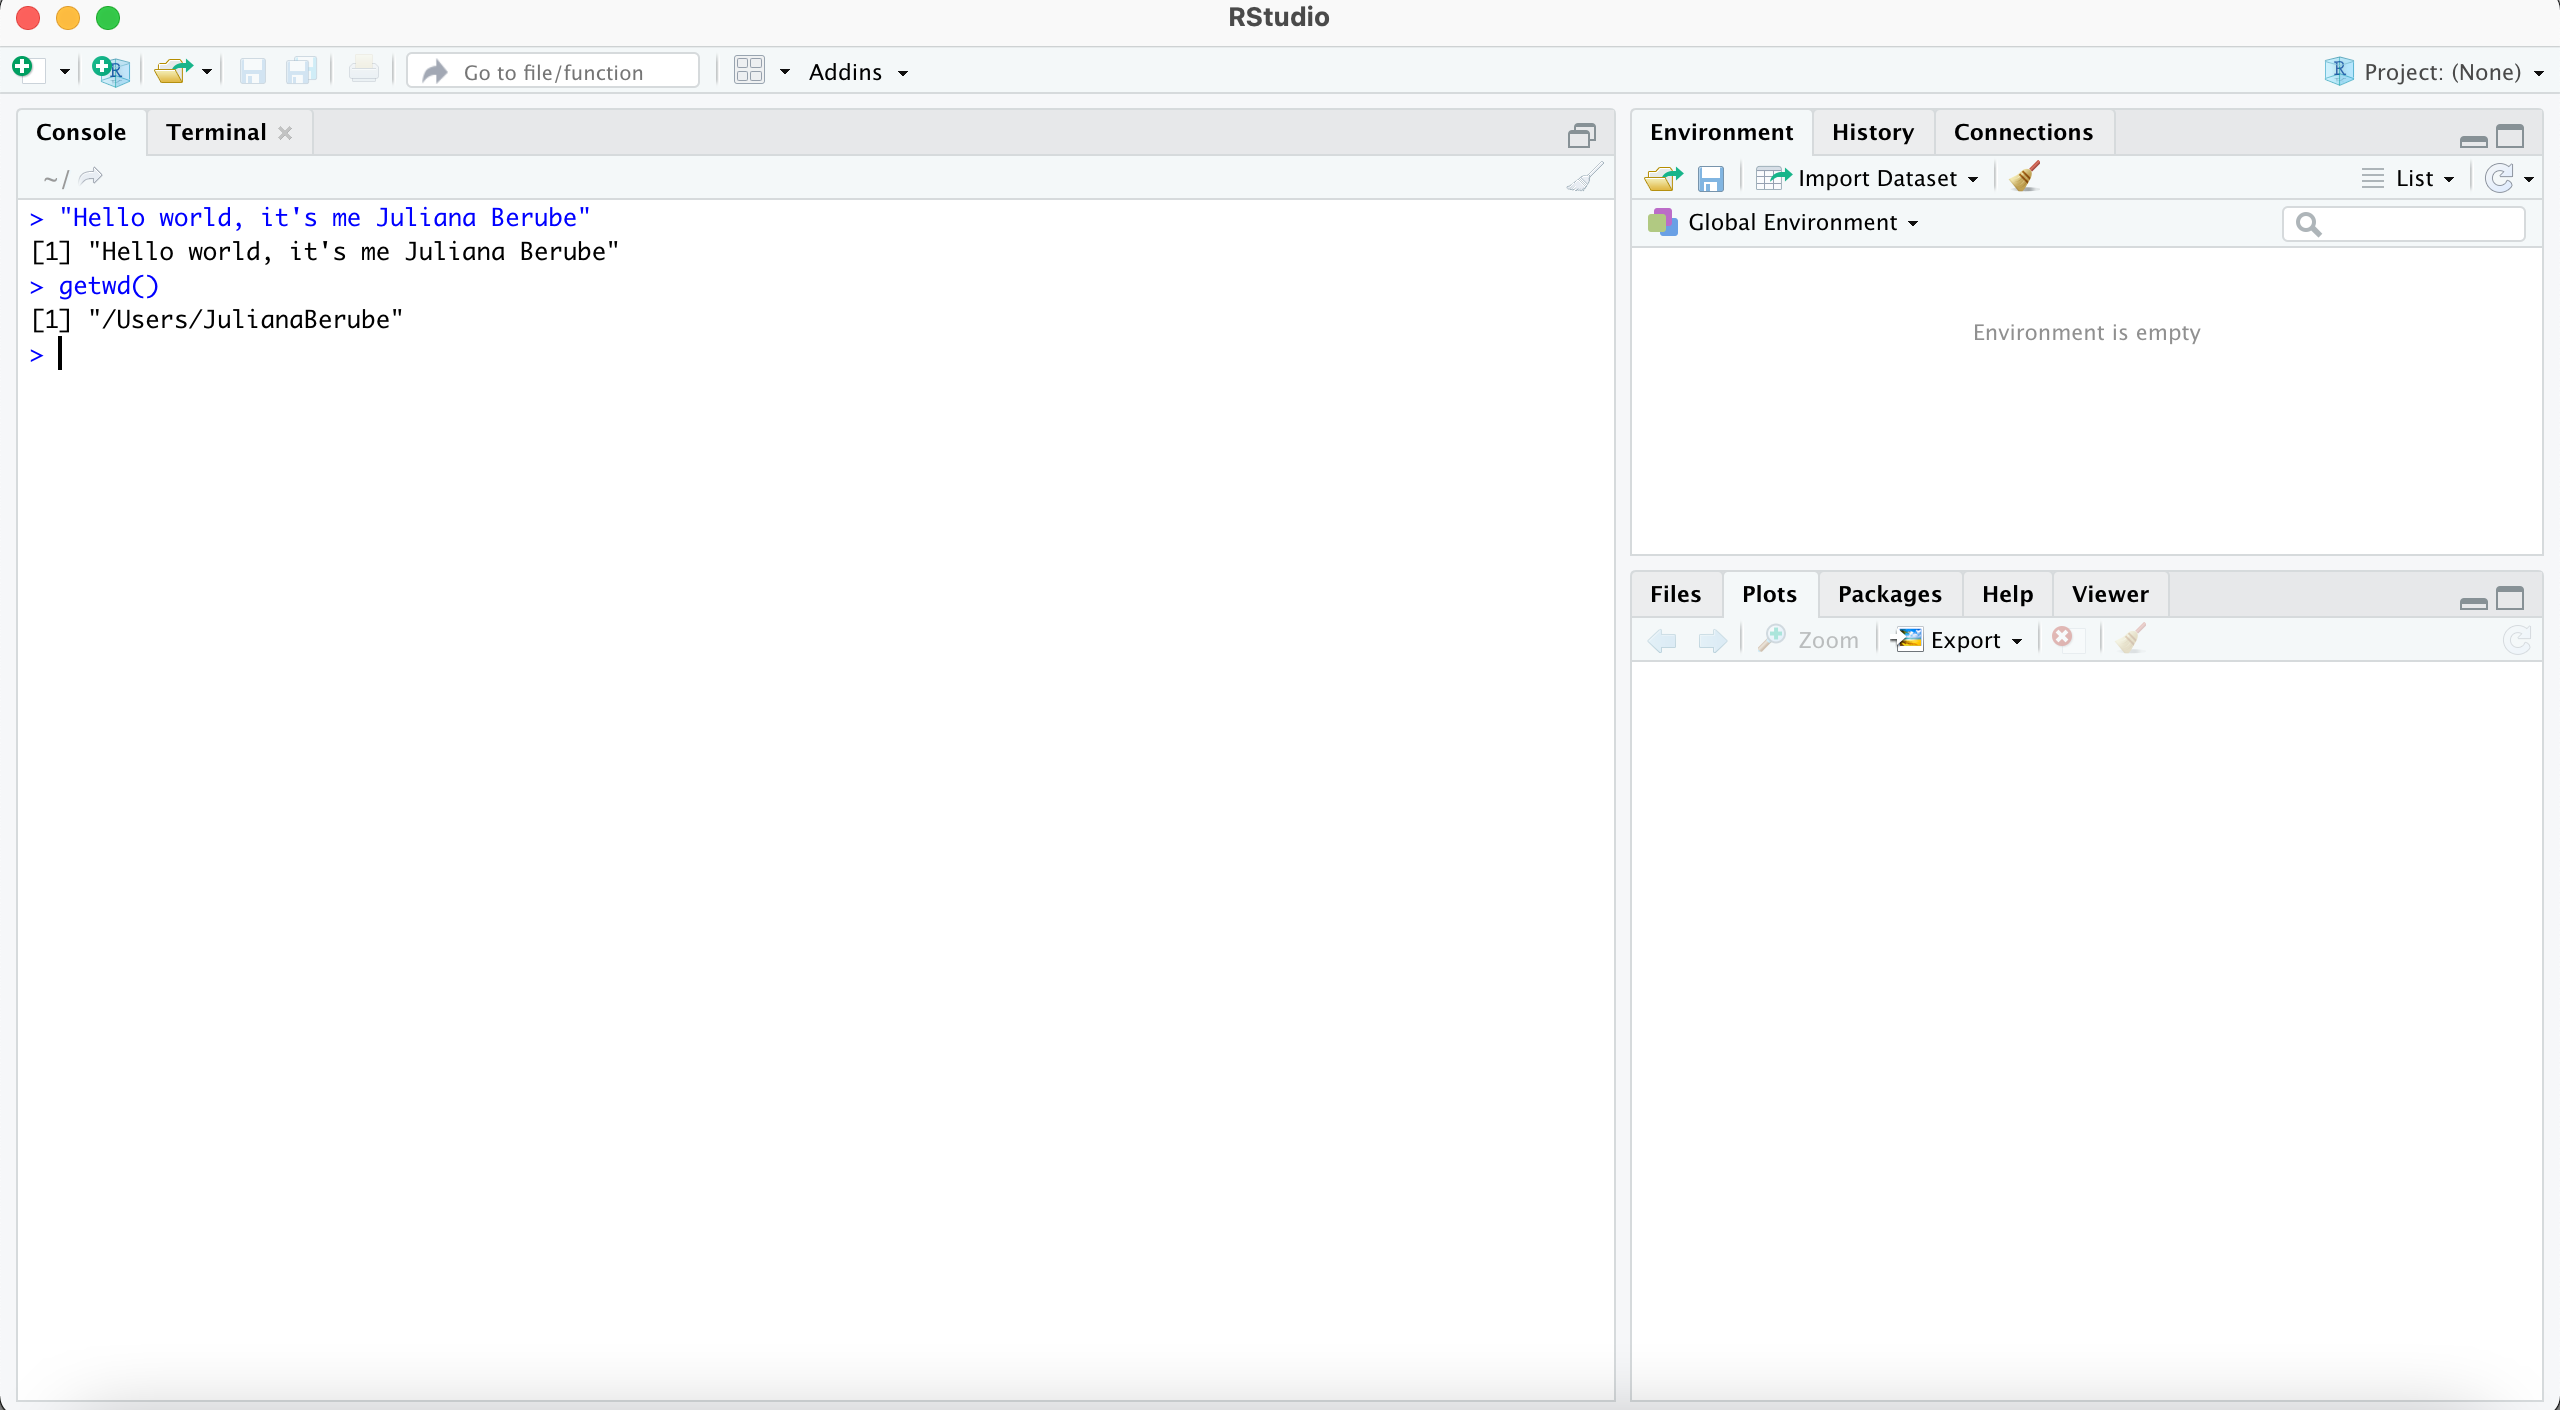 RStudio
Go to file/function
Addins
Project: (None)
Console
Terminal
~/
> "Hello world, it's me Juliana Berube"
[1] "Hello world, it's me Juliana Berube"
> getwd()
[1] "/Users/JulianaBerube"
>
Environment
History
Connections
Import Dataset
List
Global Environment
Environment is empty
Files
Plots
Packages
Help
Viewer
Zoom
Export